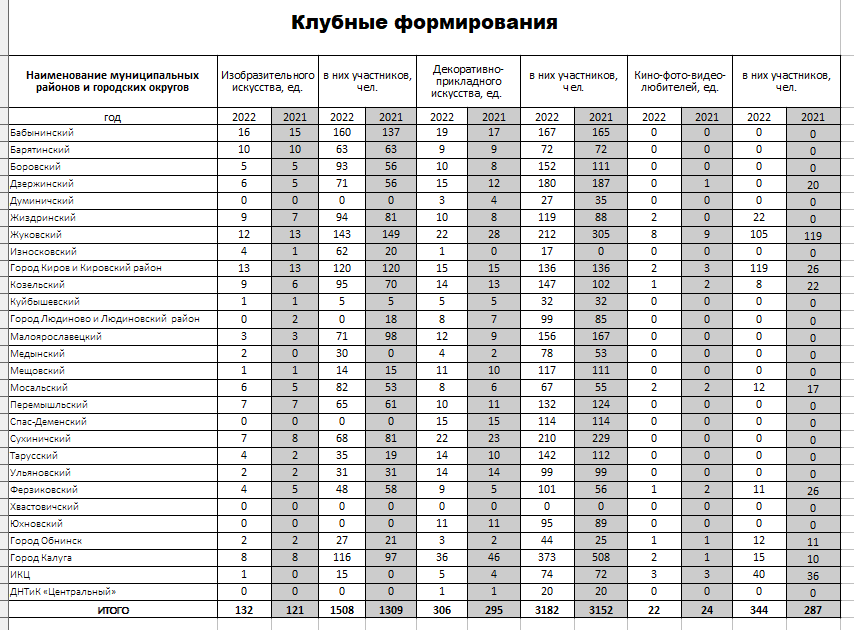 Клубные формирования
Наименование муниципальных районов и городских округов | Изобразительного искусства, ед. | в них участников, чел. | Декоративно-прикладного искусства, ед. | в них участников, чел. | Кино-фото-видео-любителей, ед. | в них участников, чел.
год 2022 2021 2022 2021 2022 2021 2022 2021 2022 2021 2022 2021
Бабынинский 16 15 160 137 19 17 167 165 0 0 0 0
Барятинский 10 10 63 63 9 9 72 72 0 0 0 0
Боровский 5 5 93 56 10 8 152 111 0 0 0 0
Дзержинский 6 5 71 56 15 12 180 187 0 1 0 20
Думиничский 0 0 0 0 3 4 27 35 0 0 0 0
Жиздринский 9 7 94 81 10 8 119 88 2 0 22 0
Жуковский 12 13 143 149 22 28 212 305 8 9 105 119
Износковский 4 1 62 20 1 0 17 0 0 0 0 0
Город Киров и Кировский район 13 13 120 120 15 15 136 136 2 3 119 26
Козельский 9 6 95 70 14 13 147 102 1 2 8 22
Куйбышевский 1 1 5 5 5 5 32 32 0 0 0 0
Город Людиново и Людиновский район 0 2 0 18 8 7 99 85 0 0 0 0
Малоярославецкий 3 3 71 98 12 9 156 167 0 0 0 0
Медынский 2 0 30 0 4 2 78 53 0 0 0 0
Мещовский 1 1 14 15 11 10 117 111 0 0 0 0
Мосальский 6 5 82 53 8 6 67 55 2 2 12 17
Перемышльский 7 7 65 61 10 11 132 124 0 0 0 0
Спас-Деменский 0 0 0 0 15 15 114 114 0 0 0 0
Сухиничский 7 8 68 81 22 23 210 229 0 0 0 0
Тарусский 4 2 35 19 14 10 142 112 0 0 0 0
Ульяновский 2 2 31 31 14 14 99 99 0 0 0 0
Ферзиковский 4 5 48 58 9 5 101 56 1 2 11 26
Хвастовичский 0 0 0 0 0 0 0 0 0 0 0 0
Юхновский 0 0 0 0 11 11 95 89 0 0 0 0
Город Обнинск 2 2 27 21 3 2 44 25 1 1 12 11
Город Калуга 8 8 116 97 36 46 373 508 2 1 15 10
ИКЦ 1 0 15 0 5 4 74 72 3 3 40 36
ДНТиК «Центральный» 0 0 0 0 1 1 20 20 0 0 0 0
ИТОГО 132 121 1508 1309 306 295 3182 3152 22 24 344 287